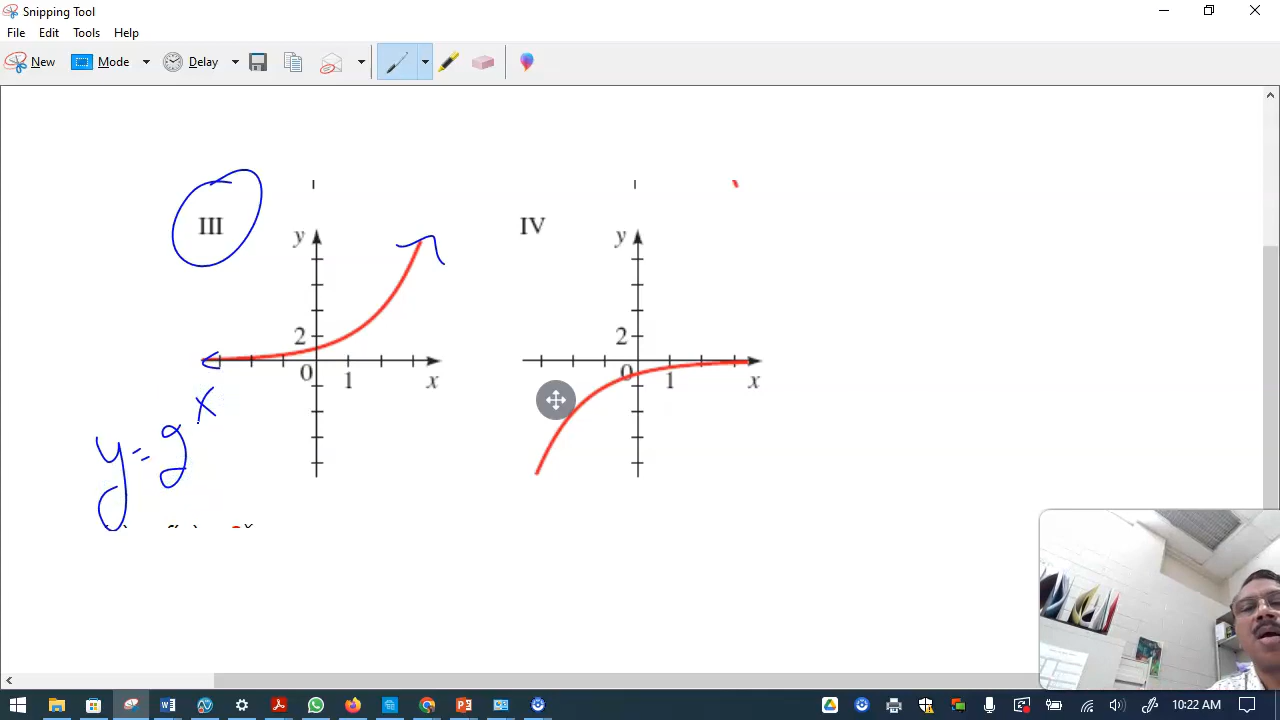 Snipping Tool
File Edit Tools Help
New Mode Delay
III
y
2
0
1
x
IV
y
2
0
1
x
y=2^x
10:22 AM